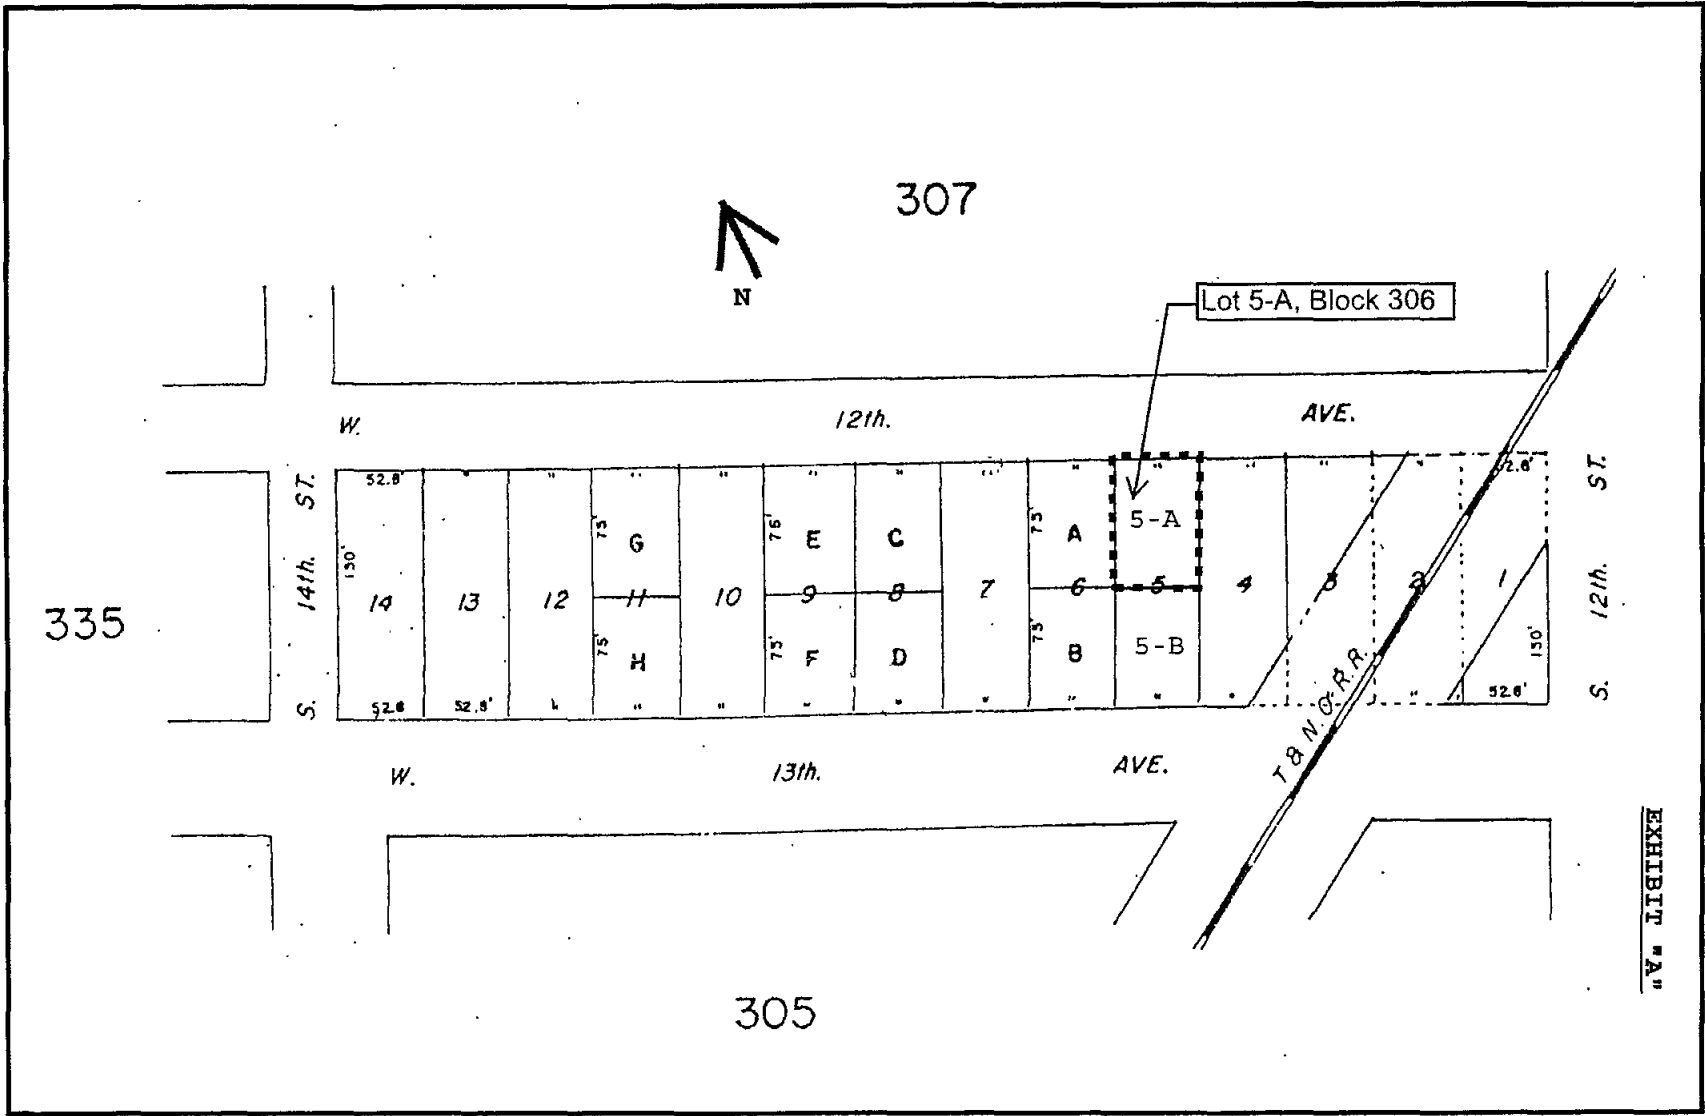 307
N
Lot 5-A, Block 306
W. 12th. AVE.
S. 14th. ST.
S. 12th. ST.
52.8' " " " " " " " " " " " " 52.8'
150'
75' 75' 75'
G E C A 5-A
14 13 12 11 10 9 8 7 6 5 4 3 2 1
335
75' 75' 75'
H F D B 5-B
150'
52.8 52.8' " " " " " " " " " " 52.8'
T & N. O. R. R.
W. 13th. AVE.
EXHIBIT "A"
305